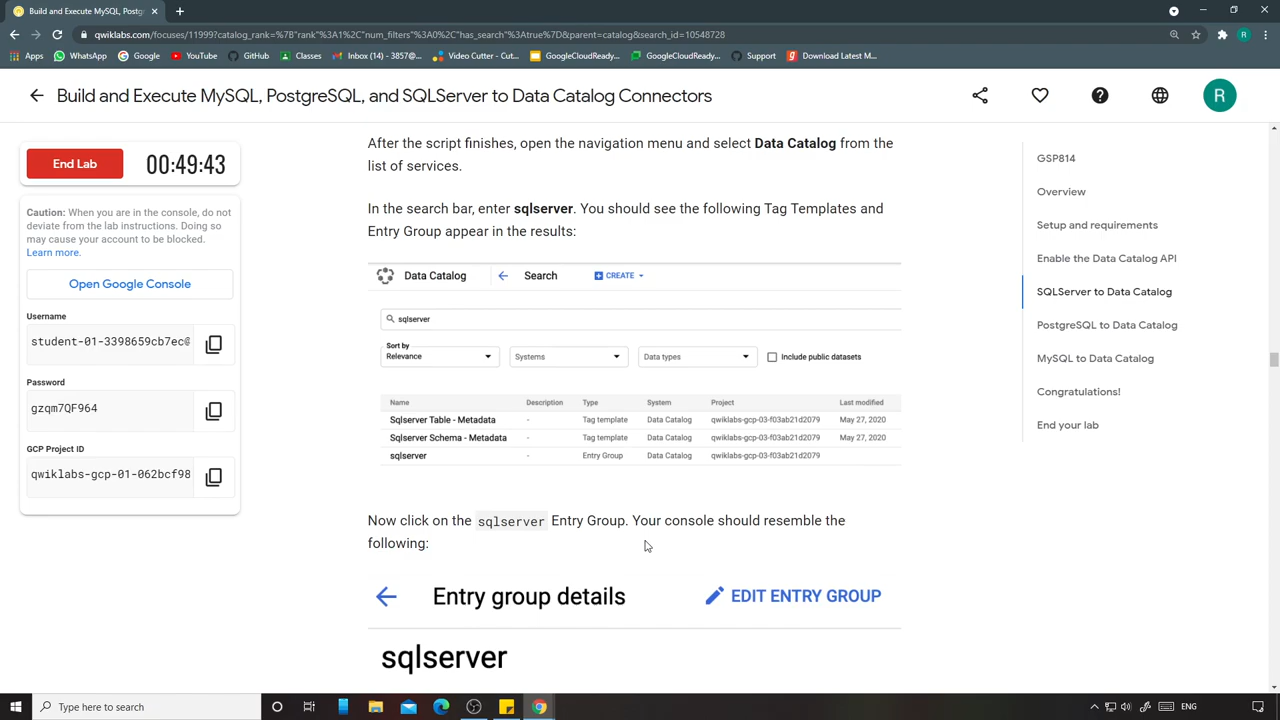 Build and Execute MySQL, Postgr
qwiklabs.com/focuses/11999?catalog_rank=%7B"rank"%3A1%2C"num_filters"%3A0%2C"has_search"%3Atrue%7D&parent=catalog&search_id=10548728
Apps
WhatsApp
Google
YouTube
GitHub
Classes
Inbox (14) - 3857@...
Video Cutter - Cut...
GoogleCloudReady...
GoogleCloudReady...
Support
Download Latest M...
Build and Execute MySQL, PostgreSQL, and SQLServer to Data Catalog Connectors
R
End Lab
00:49:43
Caution: When you are in the console, do not
deviate from the lab instructions. Doing so
may cause your account to be blocked.
Learn more.
Open Google Console
Username
student-01-3398659cb7ec@
Password
gzqm7QF964
GCP Project ID
qwiklabs-gcp-01-062bcf98
After the script finishes, open the navigation menu and select Data Catalog from the
list of services.
In the search bar, enter sqlserver. You should see the following Tag Templates and
Entry Group appear in the results:
Data Catalog
Search
CREATE
sqlserver
Sort by
Relevance
Systems
Data types
Include public datasets
Name Description Type System Project Last modified
Sqlserver Table - Metadata - Tag template Data Catalog qwiklabs-gcp-03-f03ab21d2079 May 27, 2020
Sqlserver Schema - Metadata - Tag template Data Catalog qwiklabs-gcp-03-f03ab21d2079 May 27, 2020
sqlserver - Entry Group Data Catalog qwiklabs-gcp-03-f03ab21d2079
Now click on the sqlserver Entry Group. Your console should resemble the
following:
Entry group details
EDIT ENTRY GROUP
sqlserver
GSP814
Overview
Setup and requirements
Enable the Data Catalog API
SQLServer to Data Catalog
PostgreSQL to Data Catalog
MySQL to Data Catalog
Congratulations!
End your lab
Type here to search
ENG